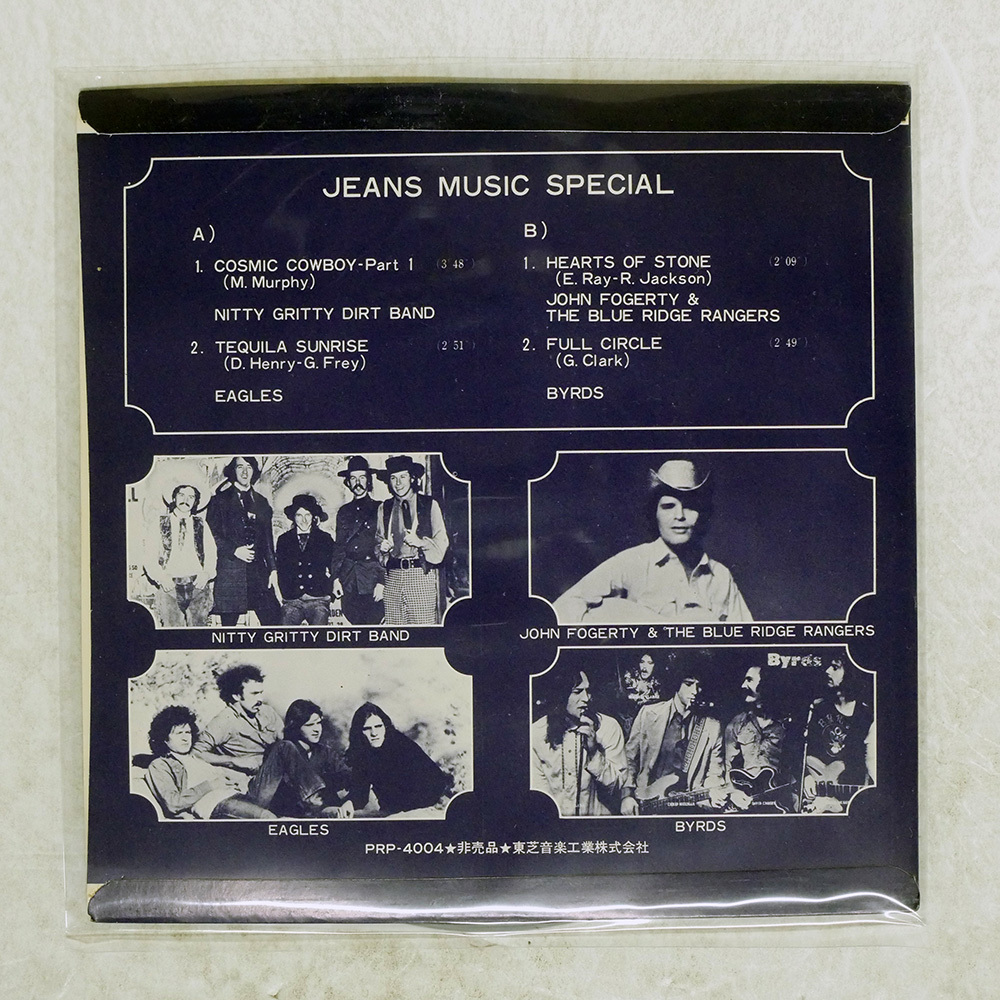 JEANS MUSIC SPECIAL
A)
1. COSMIC COWBOY-Part 1 (3´48˝)
(M. Murphy)
NITTY GRITTY DIRT BAND
2. TEQUILA SUNRISE (2´51˝)
(D. Henry-G. Frey)
EAGLES
B)
1. HEARTS OF STONE (2´09˝)
(E. Ray-R. Jackson)
JOHN FOGERTY &
THE BLUE RIDGE RANGERS
2. FULL CIRCLE (2´49˝)
(G. Clark)
BYRDS
NITTY GRITTY DIRT BAND
JOHN FOGERTY & THE BLUE RIDGE RANGERS
Byrds
EAGLES
BYRDS
PRP-4004★非売品★東芝音楽工業株式会社